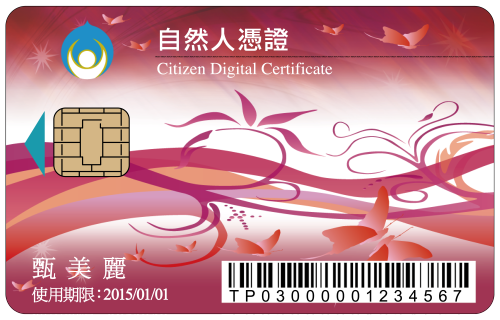 自然人憑證
Citizen Digital Certificate
甄美麗
使用期限：2015/01/01
TP03000001234567